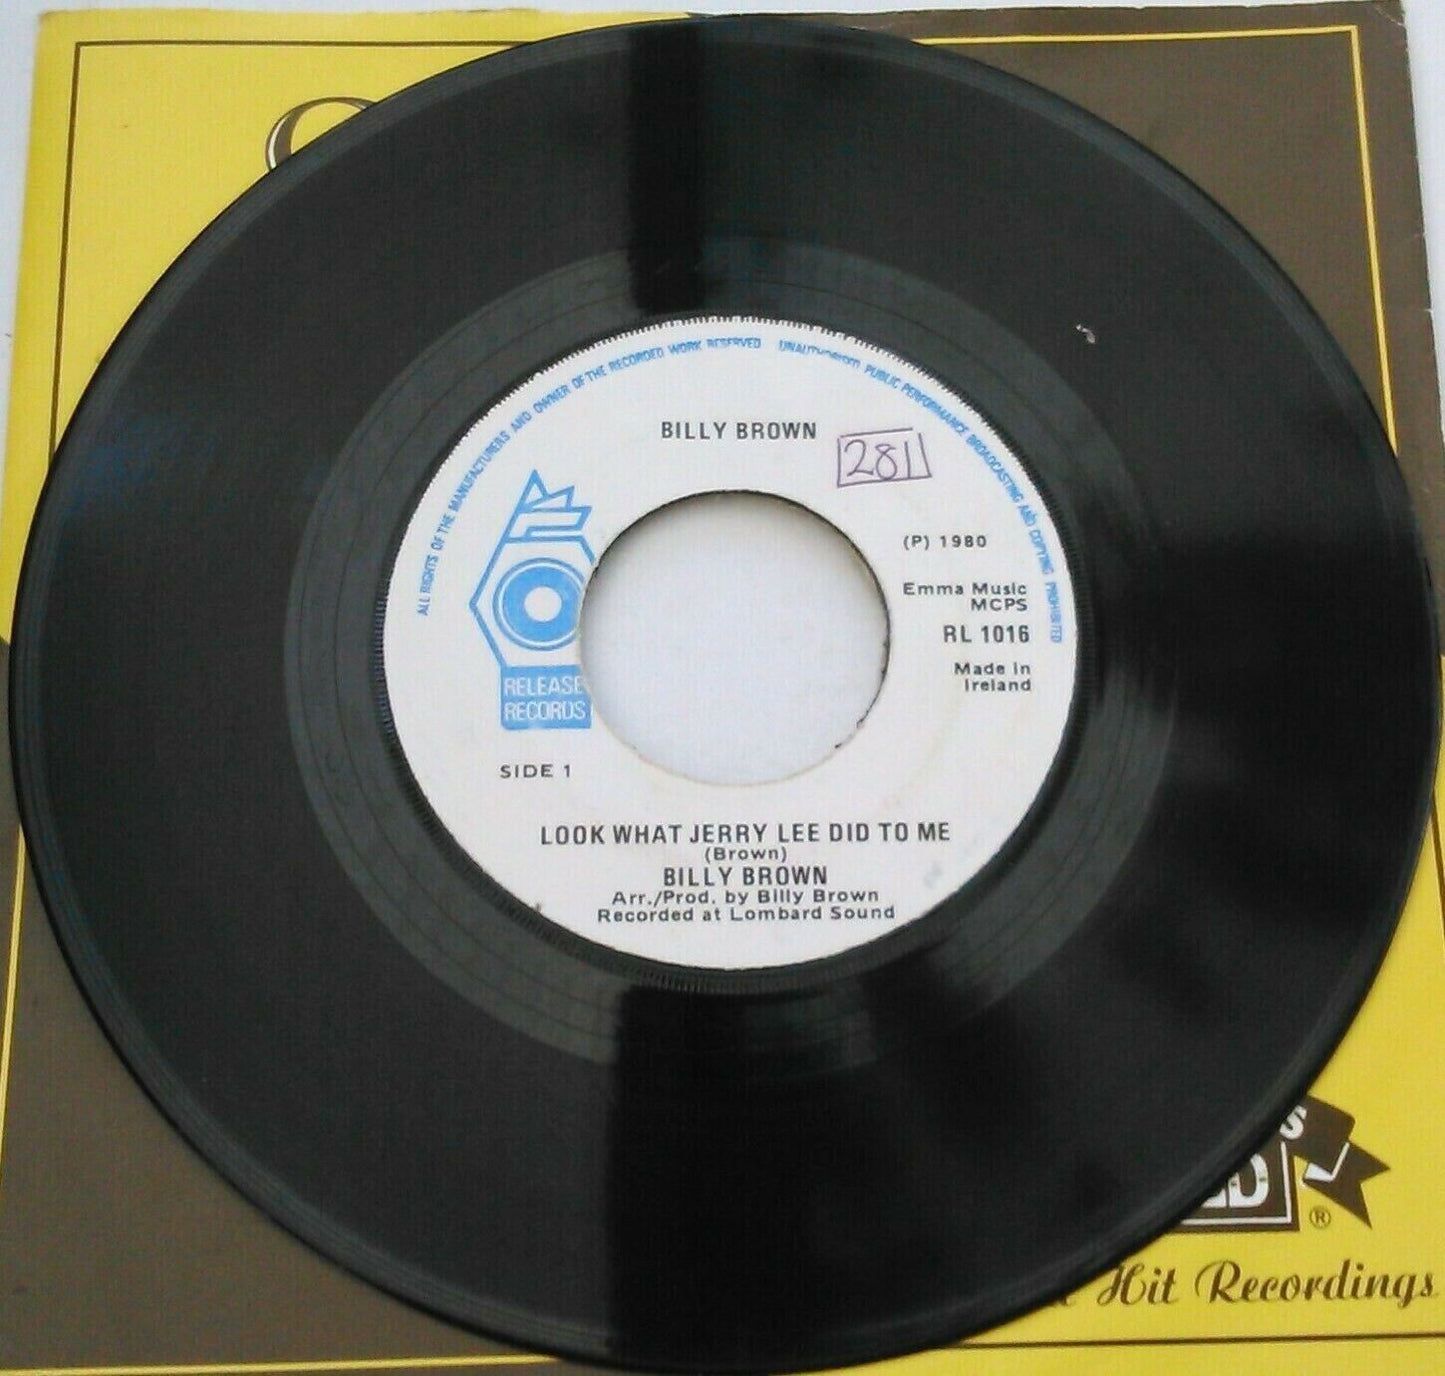 ALL RIGHTS OF THE MANUFACTURERS AND OWNER OF THE RECORDED WORK RESERVED UNAUTHORISED PUBLIC PERFORMANCE BROADCASTING AND COPYING PROHIBITED
BILLY BROWN
281
(P) 1980
Emma Music
MCPS
RL 1016
Made in
Ireland
RELEASE
RECORDS
SIDE 1
LOOK WHAT JERRY LEE DID TO ME
(Brown)
BILLY BROWN
Arr./Prod. by Billy Brown
Recorded at Lombard Sound
®
Hit Recordings